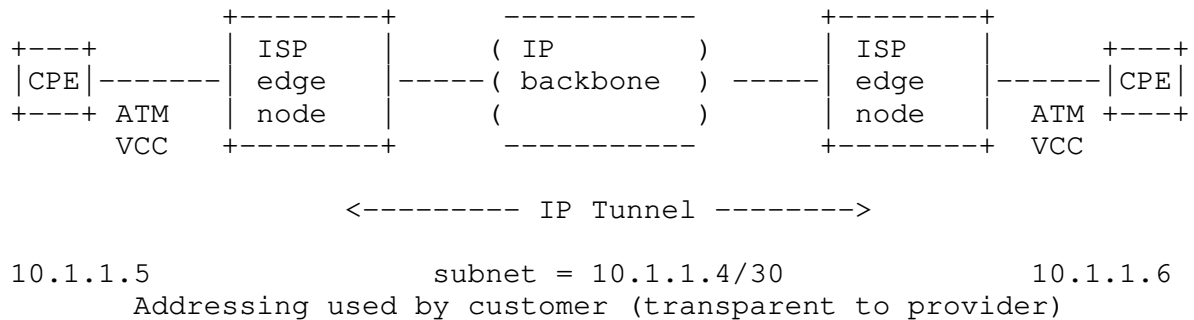 +--------+      -----------       +--------+
+---+       | ISP    |     ( IP        )      | ISP    |      +---+
|CPE|-------| edge   |-----( backbone  ) -----| edge   |------|CPE|
+---+ ATM   | node   |     (           )      | node   |  ATM +---+
      VCC   +--------+      -----------       +--------+  VCC
<--------- IP Tunnel -------->
10.1.1.5                subnet = 10.1.1.4/30                10.1.1.6
Addressing used by customer (transparent to provider)